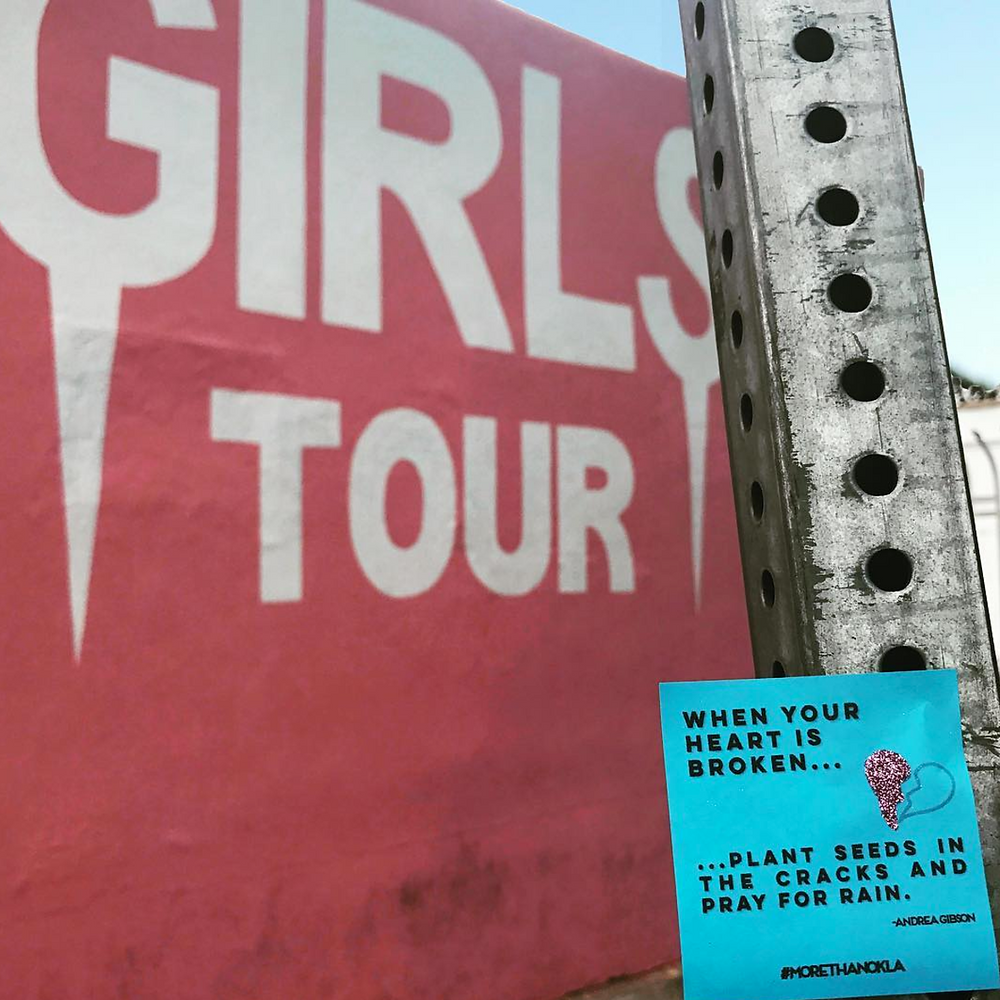 GIRLS
TOUR
WHEN YOUR
HEART IS
BROKEN...
...PLANT SEEDS IN
THE CRACKS AND
PRAY FOR RAIN.
-ANDREA GIBSON
#MORETHANOKLA